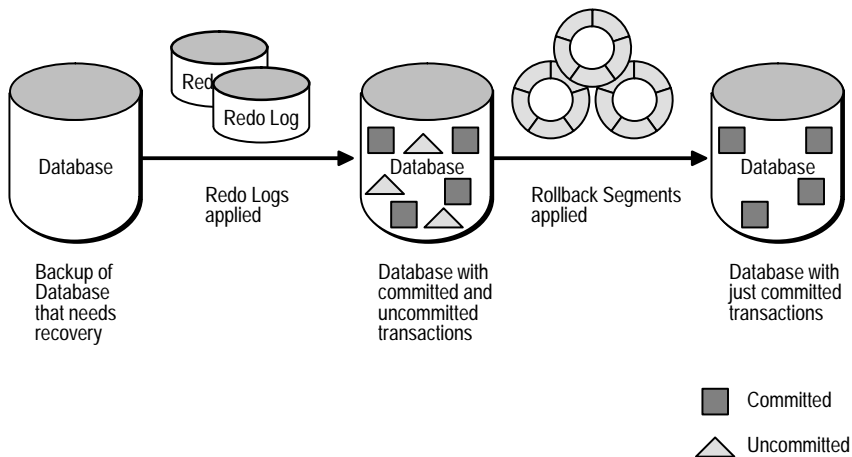 Red
Redo Log
Database
Database
Database
Redo Logs
applied
Rollback Segments
applied
Backup of
Database
that needs
recovery
Database with
committed and
uncommitted
transactions
Database with
just committed
transactions
Committed
Uncommitted